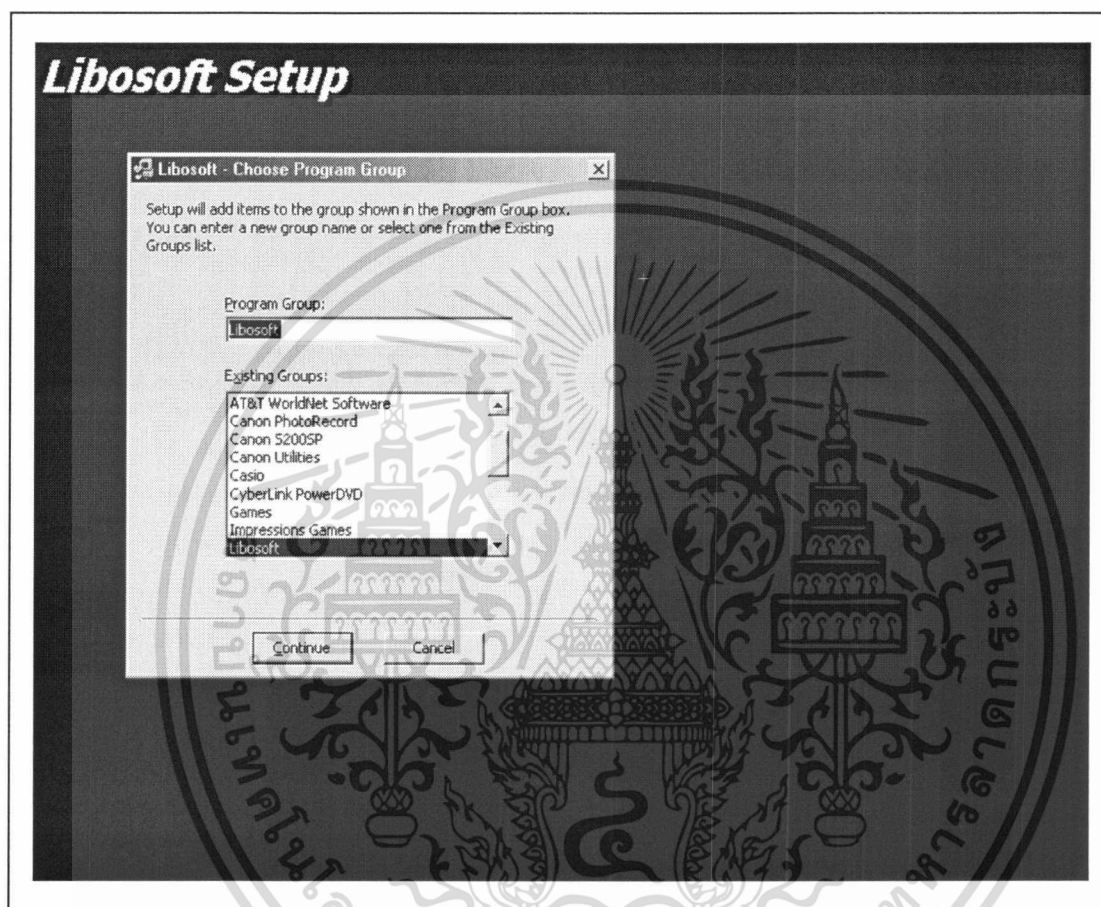 Libosoft Setup
Libosoft - Choose Program Group
Setup will add items to the group shown in the Program Group box.
You can enter a new group name or select one from the Existing
Groups list.
Program Group:
Libosoft
Existing Groups:
AT&T WorldNet Software
Canon PhotoRecord
Canon S200SP
Canon Utilities
Casio
CyberLink PowerDVD
Games
Impressions Games
Libosoft
Continue
Cancel